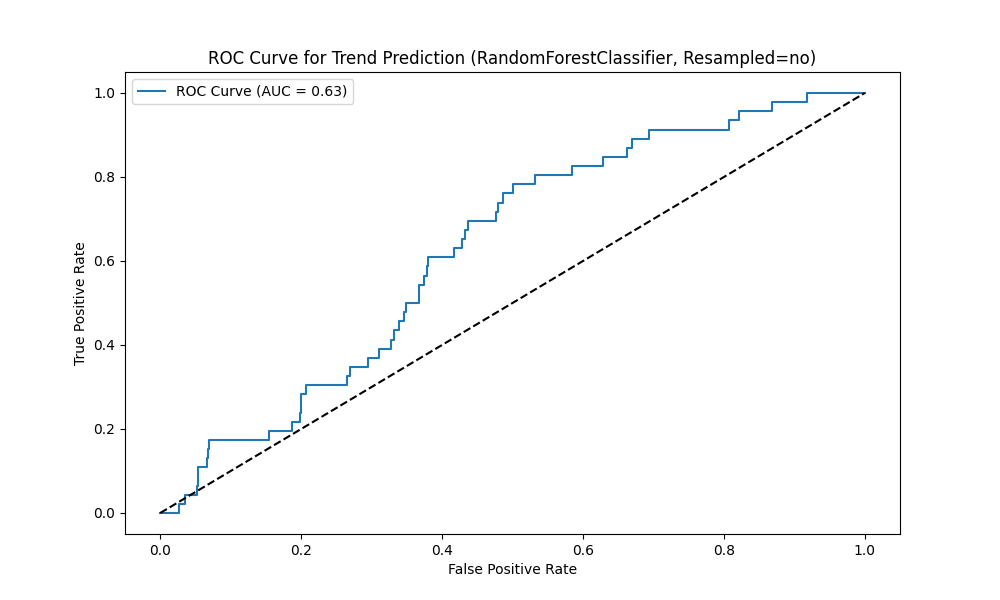 ROC Curve for Trend Prediction (RandomForestClassifier, Resampled=no)
ROC Curve (AUC = 0.63)
1.0
0.8
0.6
0.4
0.2
0.0
True Positive Rate
0.0 0.2 0.4 0.6 0.8 1.0
False Positive Rate